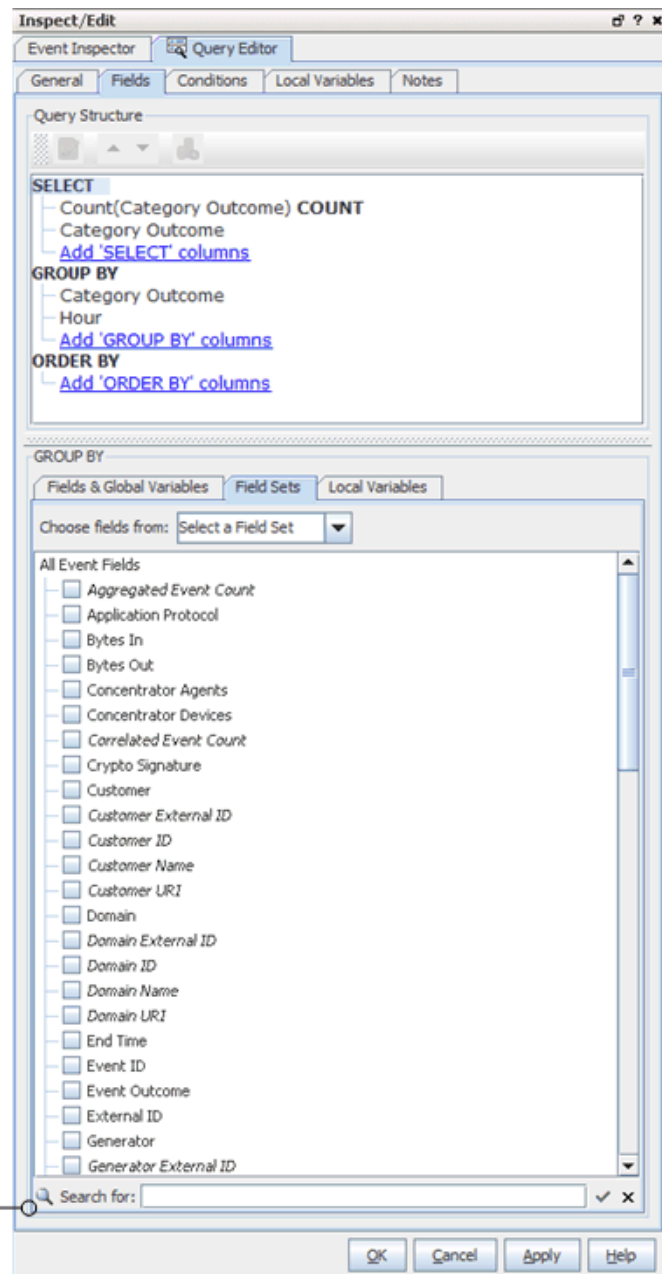 Inspect/Edit
Event Inspector Query Editor
General Fields Conditions Local Variables Notes
Query Structure
SELECT
Count(Category Outcome) COUNT
Category Outcome
Add 'SELECT' columns
GROUP BY
Category Outcome
Hour
Add 'GROUP BY' columns
ORDER BY
Add 'ORDER BY' columns
GROUP BY
Fields & Global Variables Field Sets Local Variables
Choose fields from: Select a Field Set
All Event Fields
Aggregated Event Count
Application Protocol
Bytes In
Bytes Out
Concentrator Agents
Concentrator Devices
Correlated Event Count
Crypto Signature
Customer
Customer External ID
Customer ID
Customer Name
Customer URI
Domain
Domain External ID
Domain ID
Domain Name
Domain URI
End Time
Event ID
Event Outcome
External ID
Generator
Generator External ID
Search for:
OK Cancel Apply Help